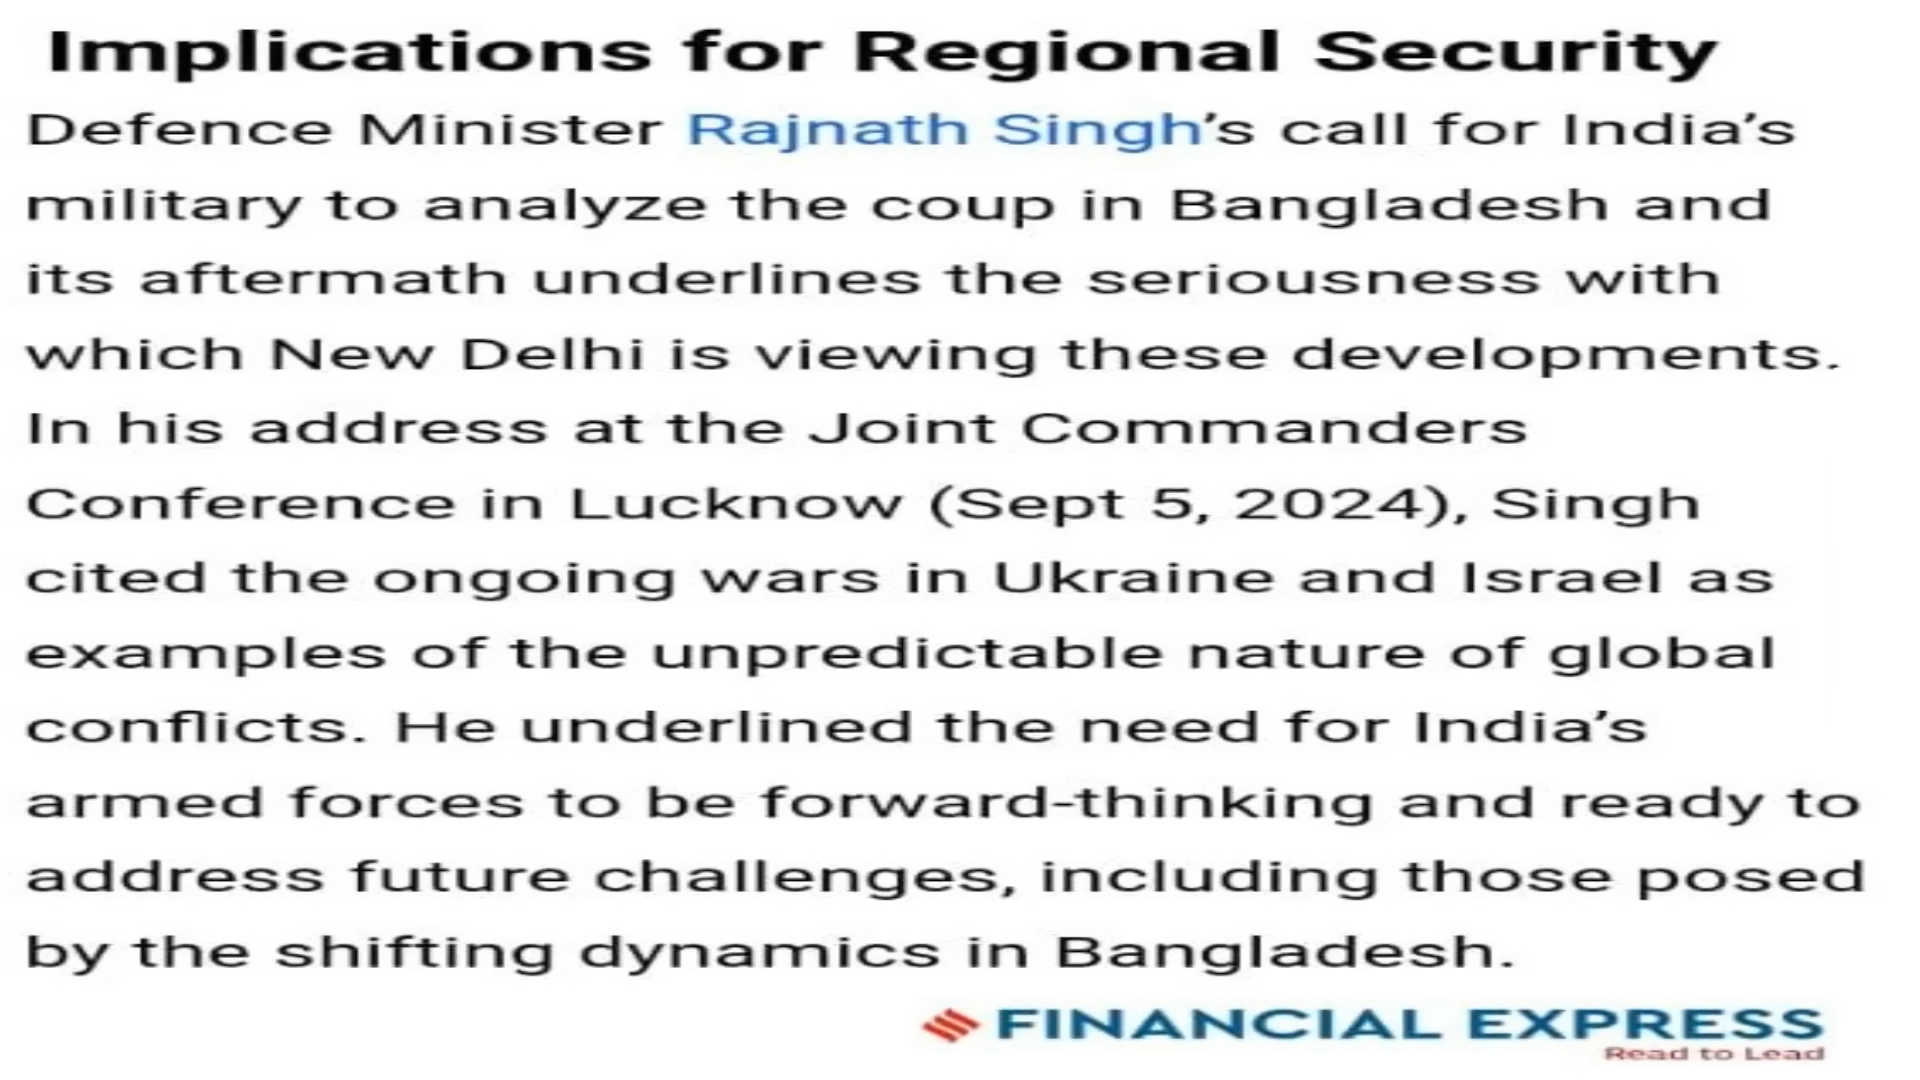 Implications for Regional Security
Defence Minister Rajnath Singh’s call for India’s
military to analyze the coup in Bangladesh and
its aftermath underlines the seriousness with
which New Delhi is viewing these developments.
In his address at the Joint Commanders
Conference in Lucknow (Sept 5, 2024), Singh
cited the ongoing wars in Ukraine and Israel as
examples of the unpredictable nature of global
conflicts. He underlined the need for India’s
armed forces to be forward-thinking and ready to
address future challenges, including those posed
by the shifting dynamics in Bangladesh.
FINANCIAL EXPRESS
Read to Lead